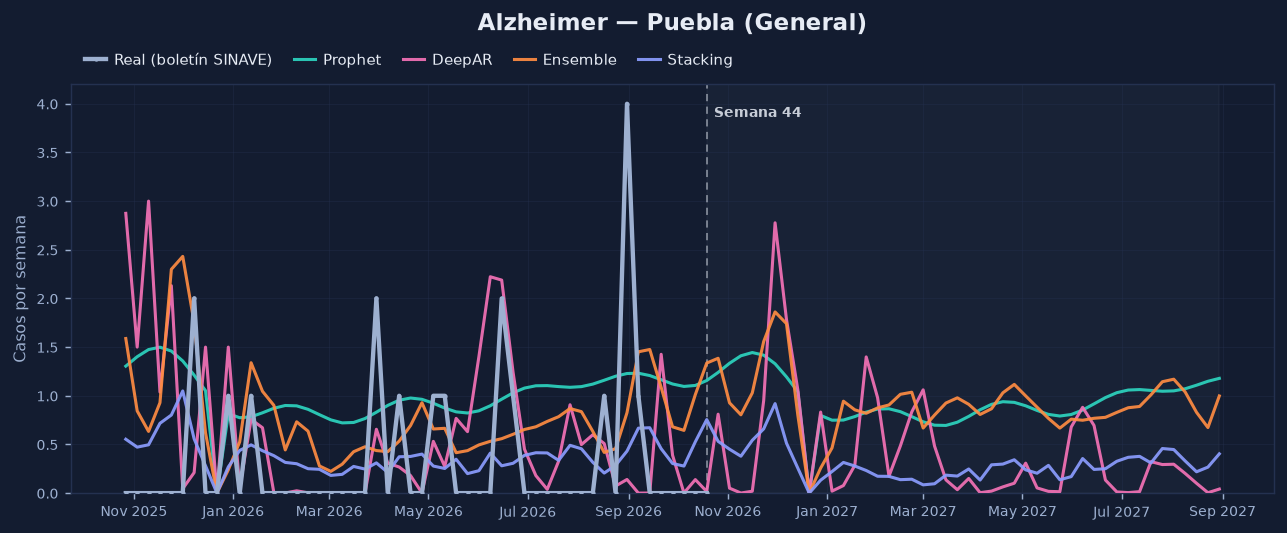 Alzheimer — Puebla (General)
Real (boletín SINAVE) Prophet DeepAR Ensemble Stacking
Semana 44
Casos por semana
4.0
3.5
3.0
2.5
2.0
1.5
1.0
0.5
0.0
Nov 2025 Jan 2026 Mar 2026 May 2026 Jul 2026 Sep 2026 Nov 2026 Jan 2027 Mar 2027 May 2027 Jul 2027 Sep 2027